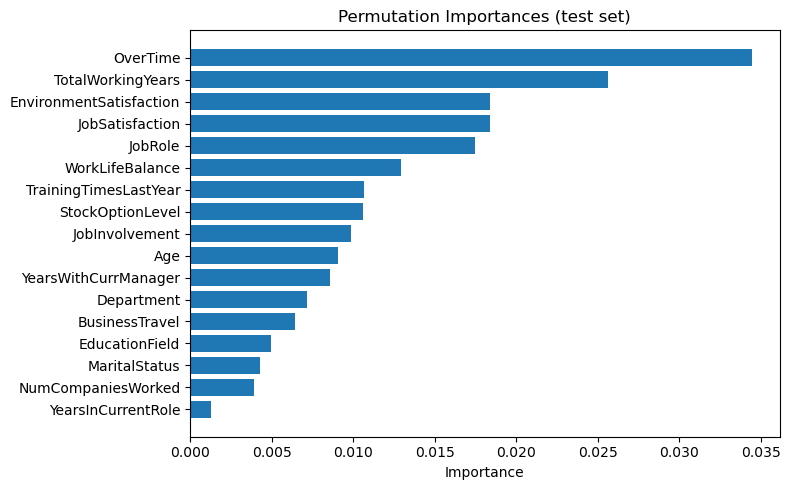 Permutation Importances (test set)
OverTime
TotalWorkingYears
EnvironmentSatisfaction
JobSatisfaction
JobRole
WorkLifeBalance
TrainingTimesLastYear
StockOptionLevel
JobInvolvement
Age
YearsWithCurrManager
Department
BusinessTravel
EducationField
MaritalStatus
NumCompaniesWorked
YearsInCurrentRole
0.000 0.005 0.010 0.015 0.020 0.025 0.030 0.035
Importance